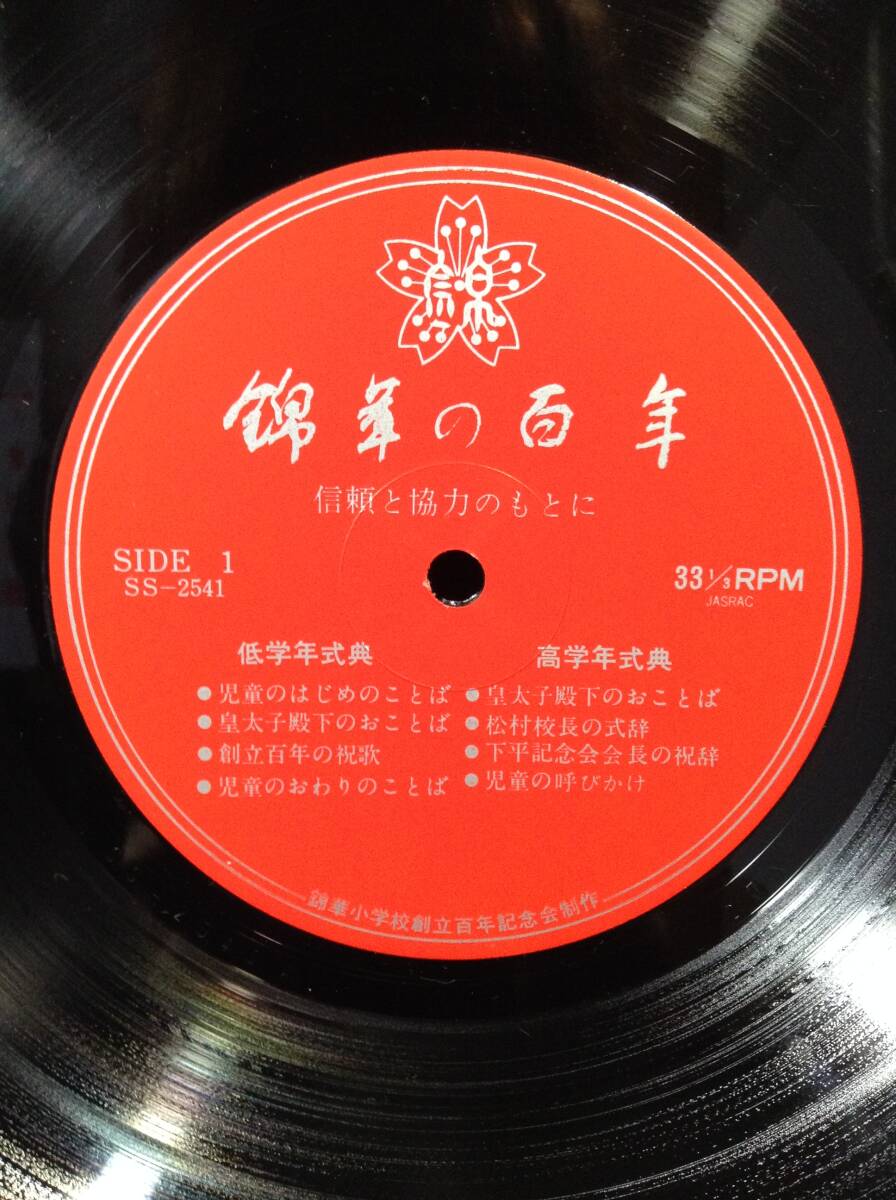 錦
錦華の百年
信頼と協力のもとに
SIDE 1
SS-2541
33 1/3 RPM
JASRAC
低学年式典
●児童のはじめのことば
●皇太子殿下のおことば
●創立百年の祝歌
●児童のおわりのことば
高学年式典
●皇太子殿下のおことば
●松村校長の式辞
●下平記念会会長の祝辞
●児童の呼びかけ
錦華小学校創立百年記念会制作